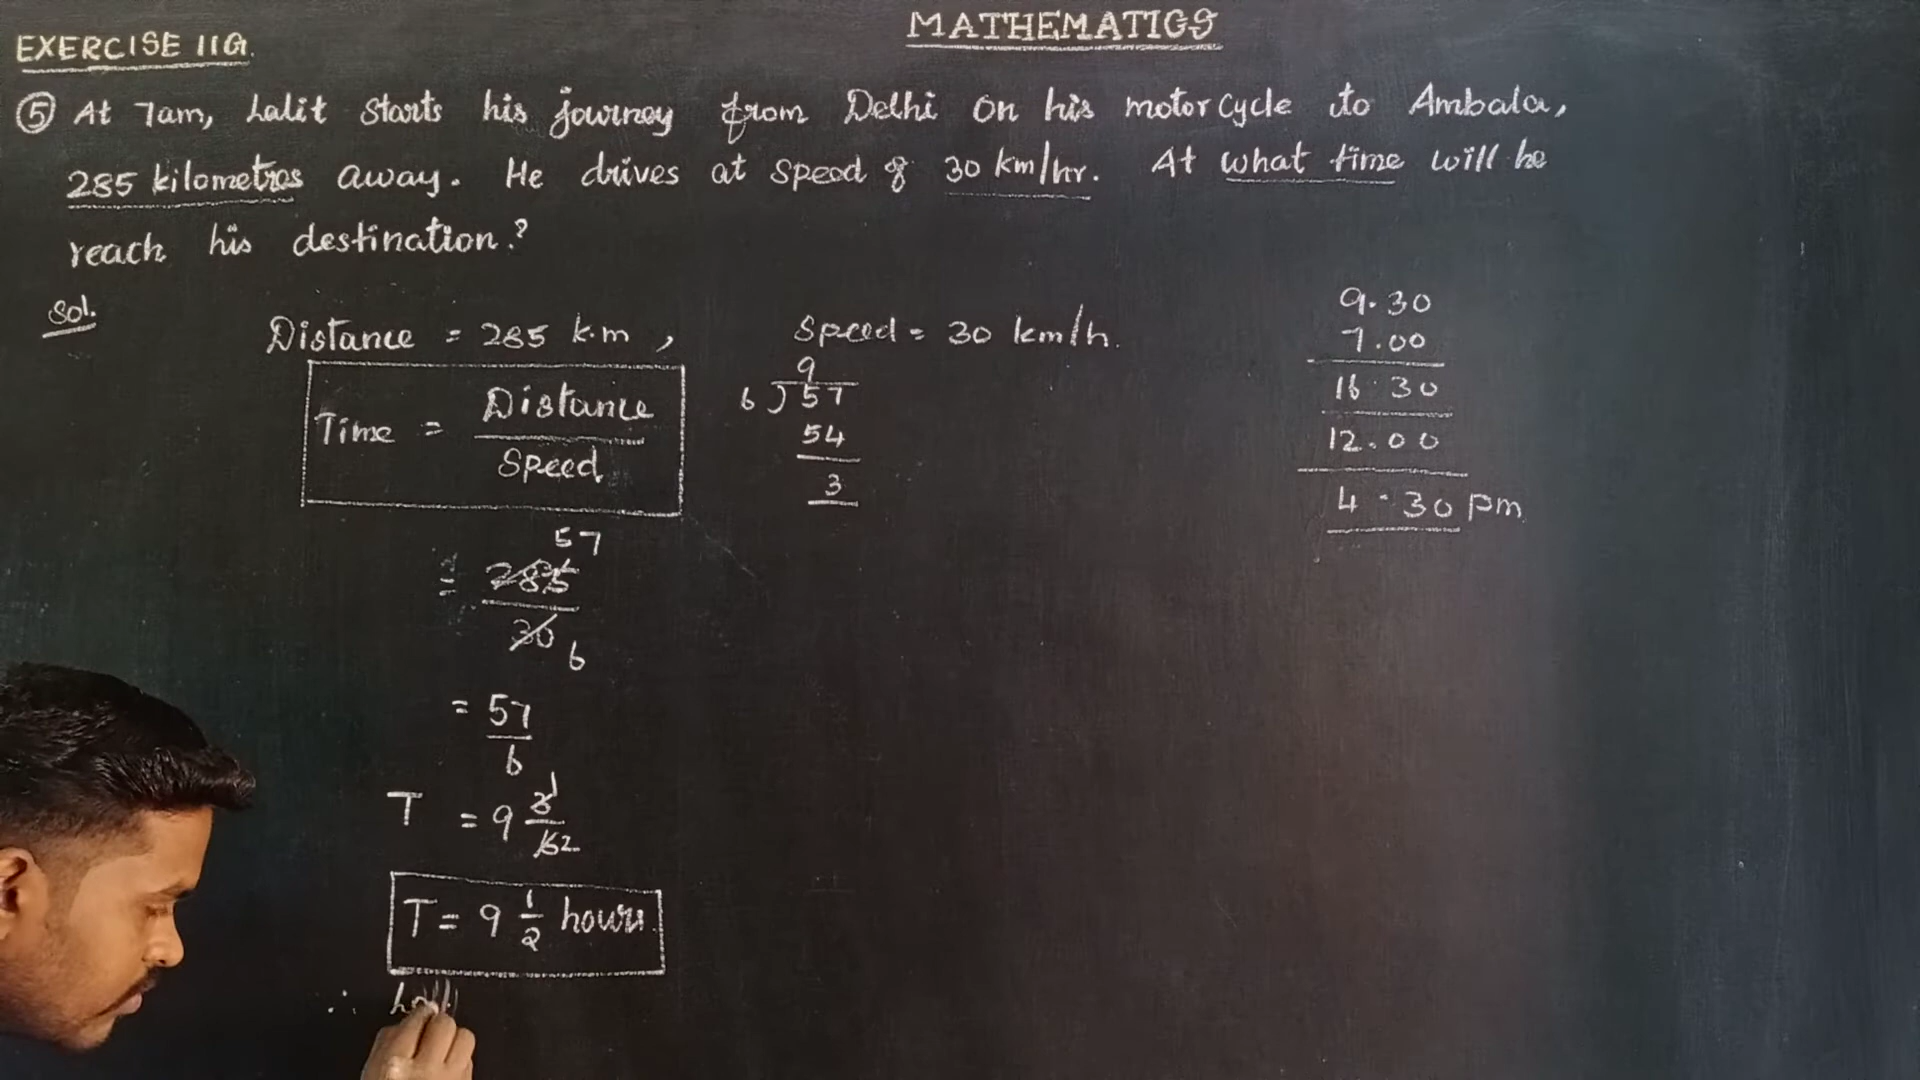 MATHEMATICS
EXERCISE 11G.
⑤ At 7am, Lalit starts his journey from Delhi on his motorcycle to Ambala,
285 kilometres away. He drives at speed of 30 km/hr. At what time will he
reach his destination?
Sol.
Distance = 285 k.m , Speed = 30 km/h.
Time = Distance / Speed
= 285 / 30
57
6
= 57 / 6
T = 9 3/6
1
2
T = 9 1/2 hours.
∴
9
6 ) 57
54
3
9.30
7.00
16.30
12.00
4.30 pm